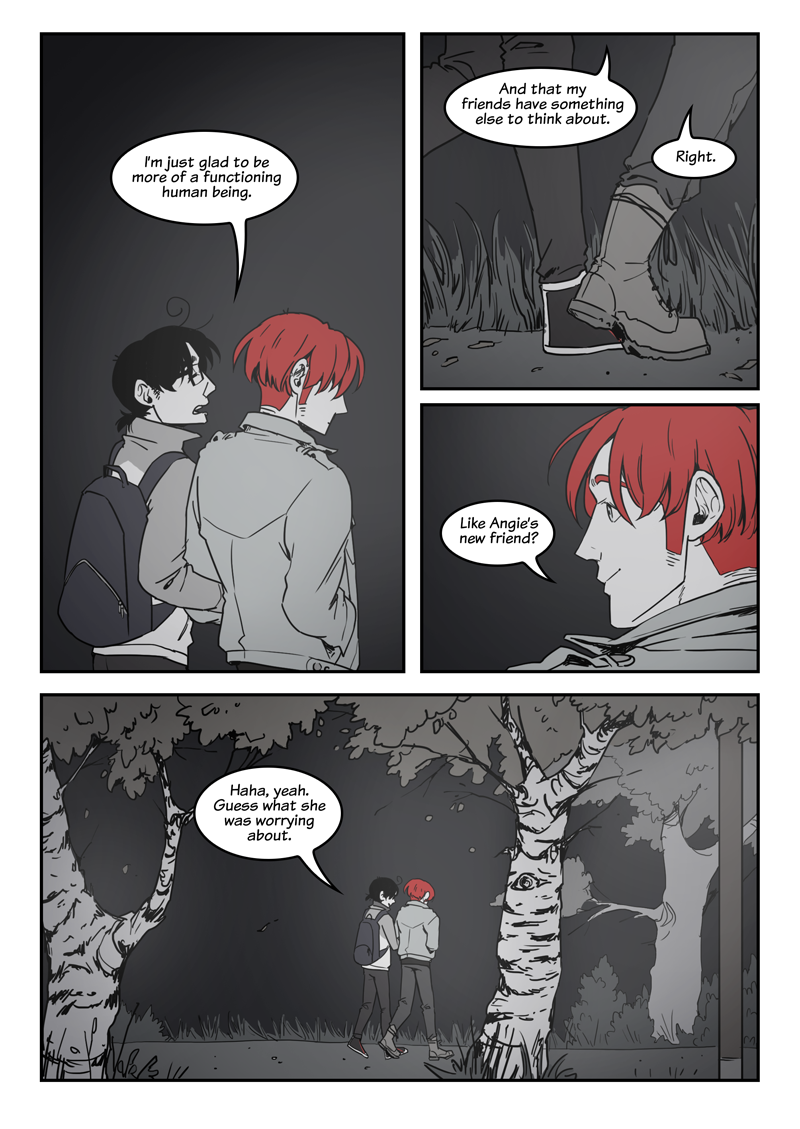 I'm just glad to be
more of a functioning
human being.
And that my
friends have something
else to think about.
Right.
Like Angie's
new friend?
Haha, yeah.
Guess what she
was worrying
about.